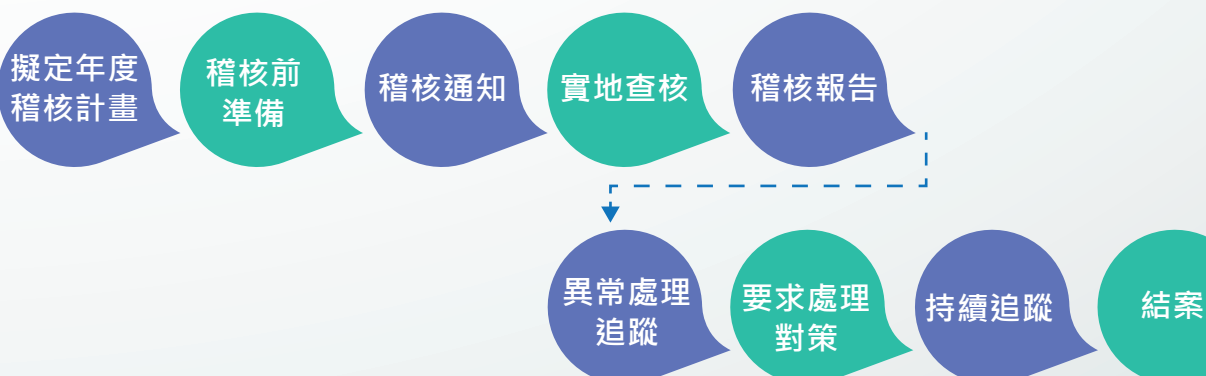 擬定年度
稽核計畫
稽核前
準備
稽核通知
實地查核
稽核報告
異常處理
追蹤
要求處理
對策
持續追蹤
結案